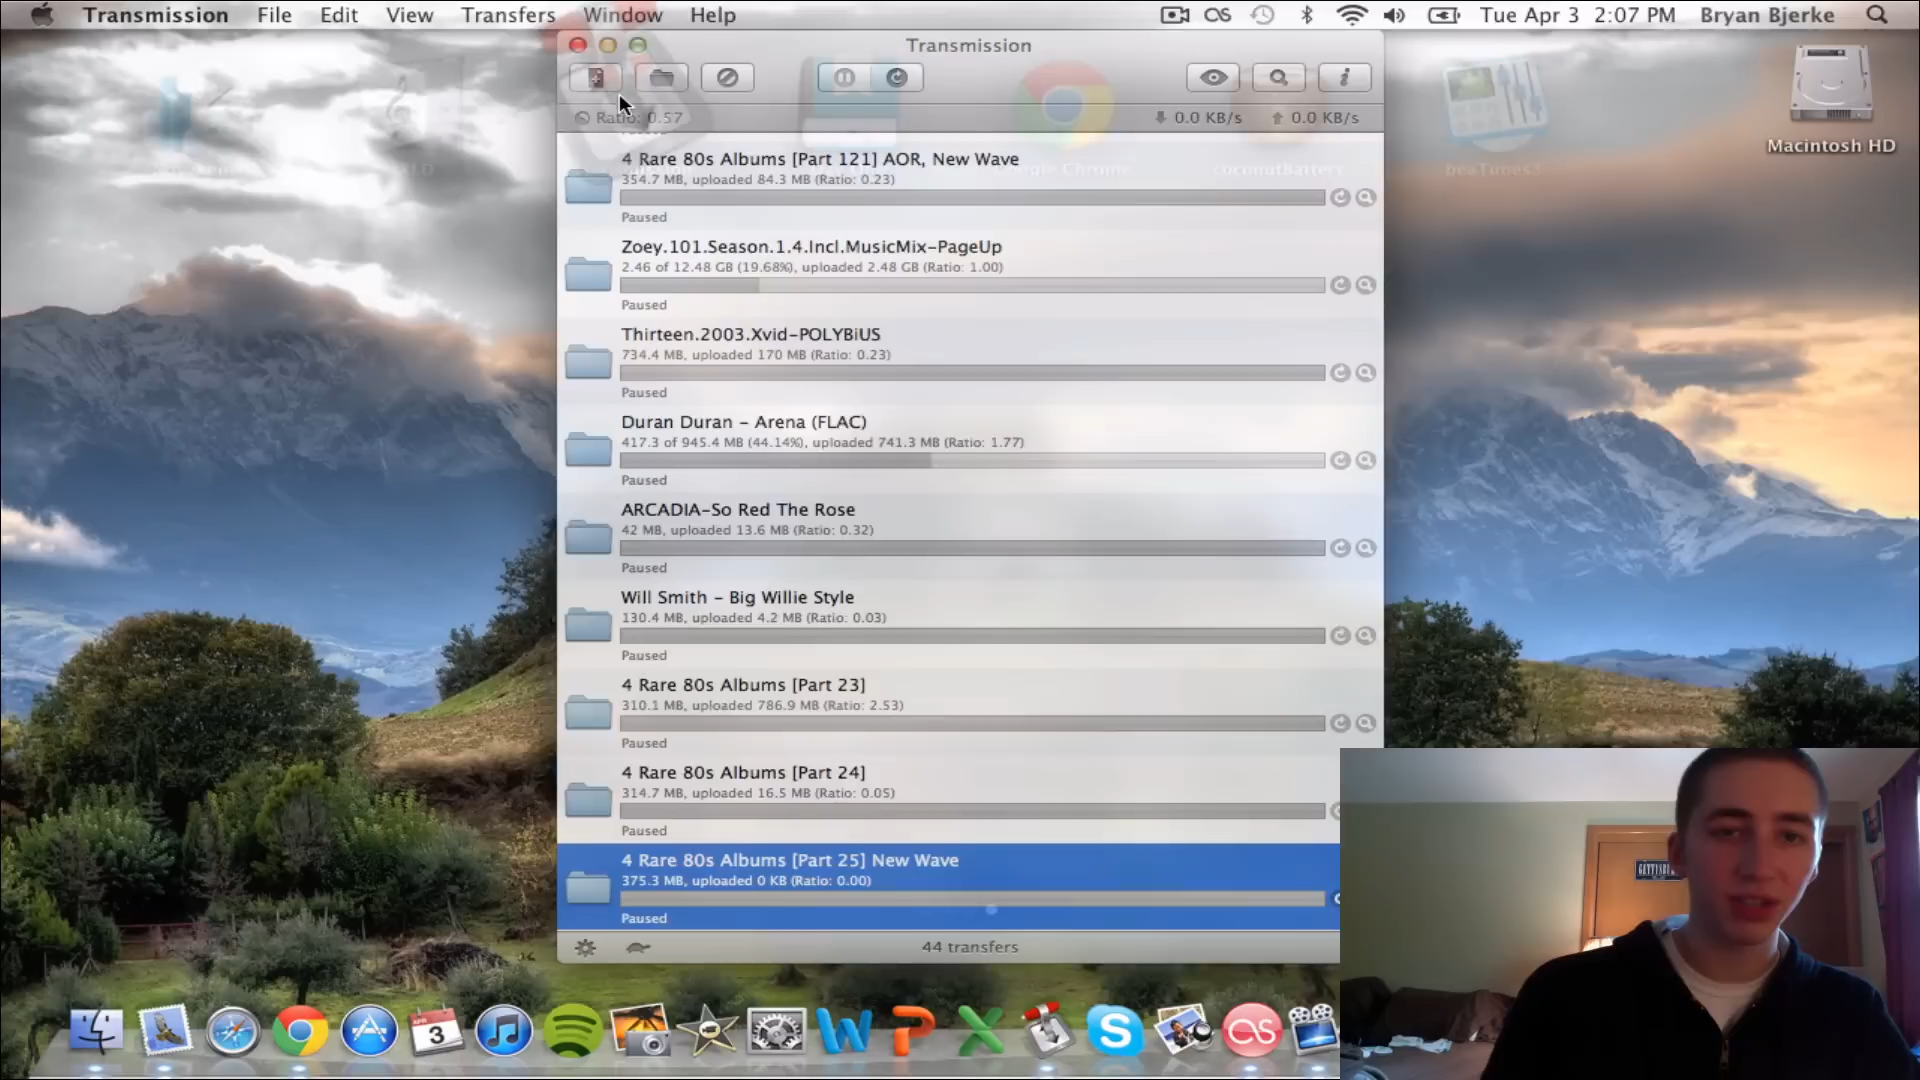 Transmission File Edit View Transfers Window Help Tue Apr 3 2:07 PM Bryan Bjerke
Transmission
Ratio: 0.57 0.0 KB/s 0.0 KB/s
Macintosh HD
Google Chrome
coconutBattery
beaTunes3
4 Rare 80s Albums [Part 121] AOR, New Wave
354.7 MB, uploaded 84.3 MB (Ratio: 0.23)
Paused
Zoey.101.Season.1.4.Incl.MusicMix-PageUp
2.46 of 12.48 GB (19.68%), uploaded 2.48 GB (Ratio: 1.00)
Paused
Thirteen.2003.Xvid-POLYBiUS
734.4 MB, uploaded 170 MB (Ratio: 0.23)
Paused
Duran Duran - Arena (FLAC)
417.3 of 945.4 MB (44.14%), uploaded 741.3 MB (Ratio: 1.77)
Paused
ARCADIA-So Red The Rose
42 MB, uploaded 13.6 MB (Ratio: 0.32)
Paused
Will Smith - Big Willie Style
130.4 MB, uploaded 4.2 MB (Ratio: 0.03)
Paused
4 Rare 80s Albums [Part 23]
310.1 MB, uploaded 786.9 MB (Ratio: 2.53)
Paused
4 Rare 80s Albums [Part 24]
314.7 MB, uploaded 16.5 MB (Ratio: 0.05)
Paused
4 Rare 80s Albums [Part 25] New Wave
375.3 MB, uploaded 0 KB (Ratio: 0.00)
Paused
44 transfers
APR
3